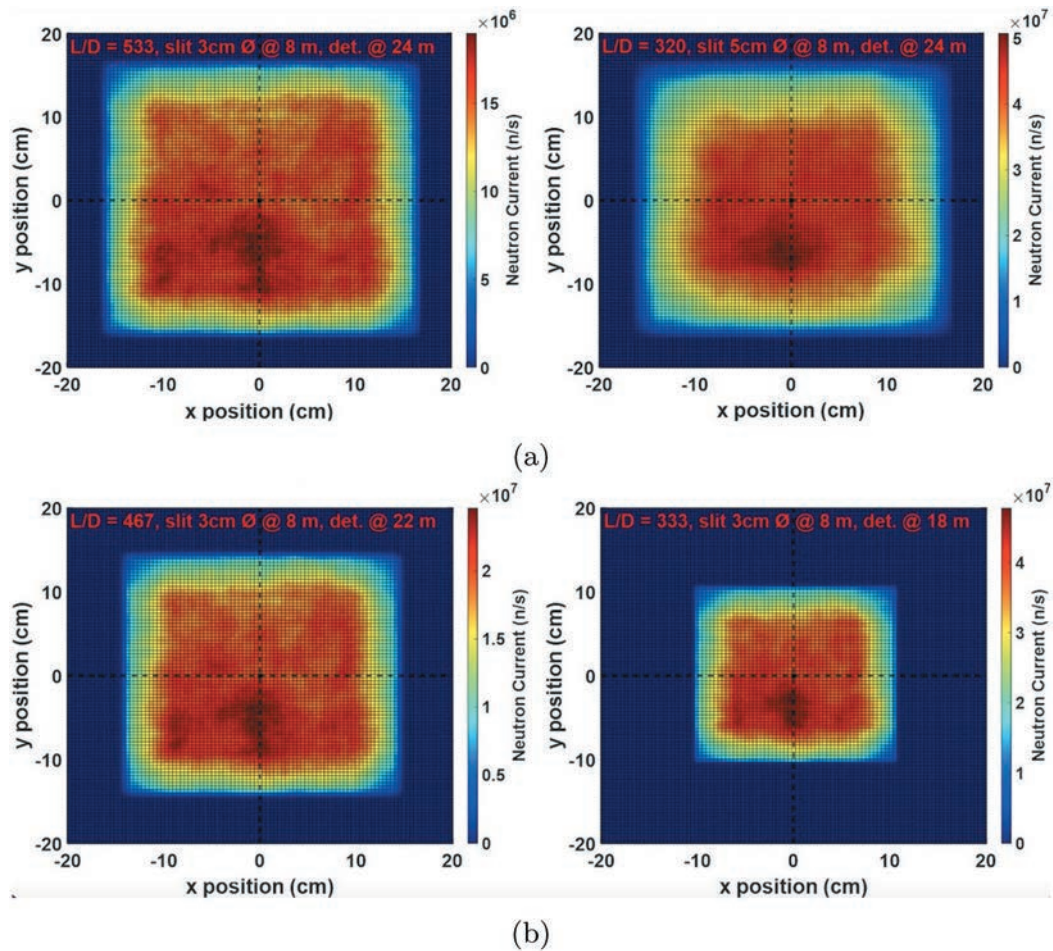 ×10⁶
L/D = 533, slit 3cm Ø @ 8 m, det. @ 24 m
20
10
0
-10
-20
y position (cm)
-20 -10 0 10 20
x position (cm)
15
10
5
0
Neutron Current (n/s)
×10⁷
L/D = 320, slit 5cm Ø @ 8 m, det. @ 24 m
20
10
0
-10
-20
y position (cm)
-20 -10 0 10 20
x position (cm)
5
4
3
2
1
0
Neutron Current (n/s)
(a)
×10⁷
L/D = 467, slit 3cm Ø @ 8 m, det. @ 22 m
20
10
0
-10
-20
y position (cm)
-20 -10 0 10 20
x position (cm)
2
1.5
1
0.5
0
Neutron Current (n/s)
×10⁷
L/D = 333, slit 3cm Ø @ 8 m, det. @ 18 m
20
10
0
-10
-20
y position (cm)
-20 -10 0 10 20
x position (cm)
4
3
2
1
0
Neutron Current (n/s)
(b)